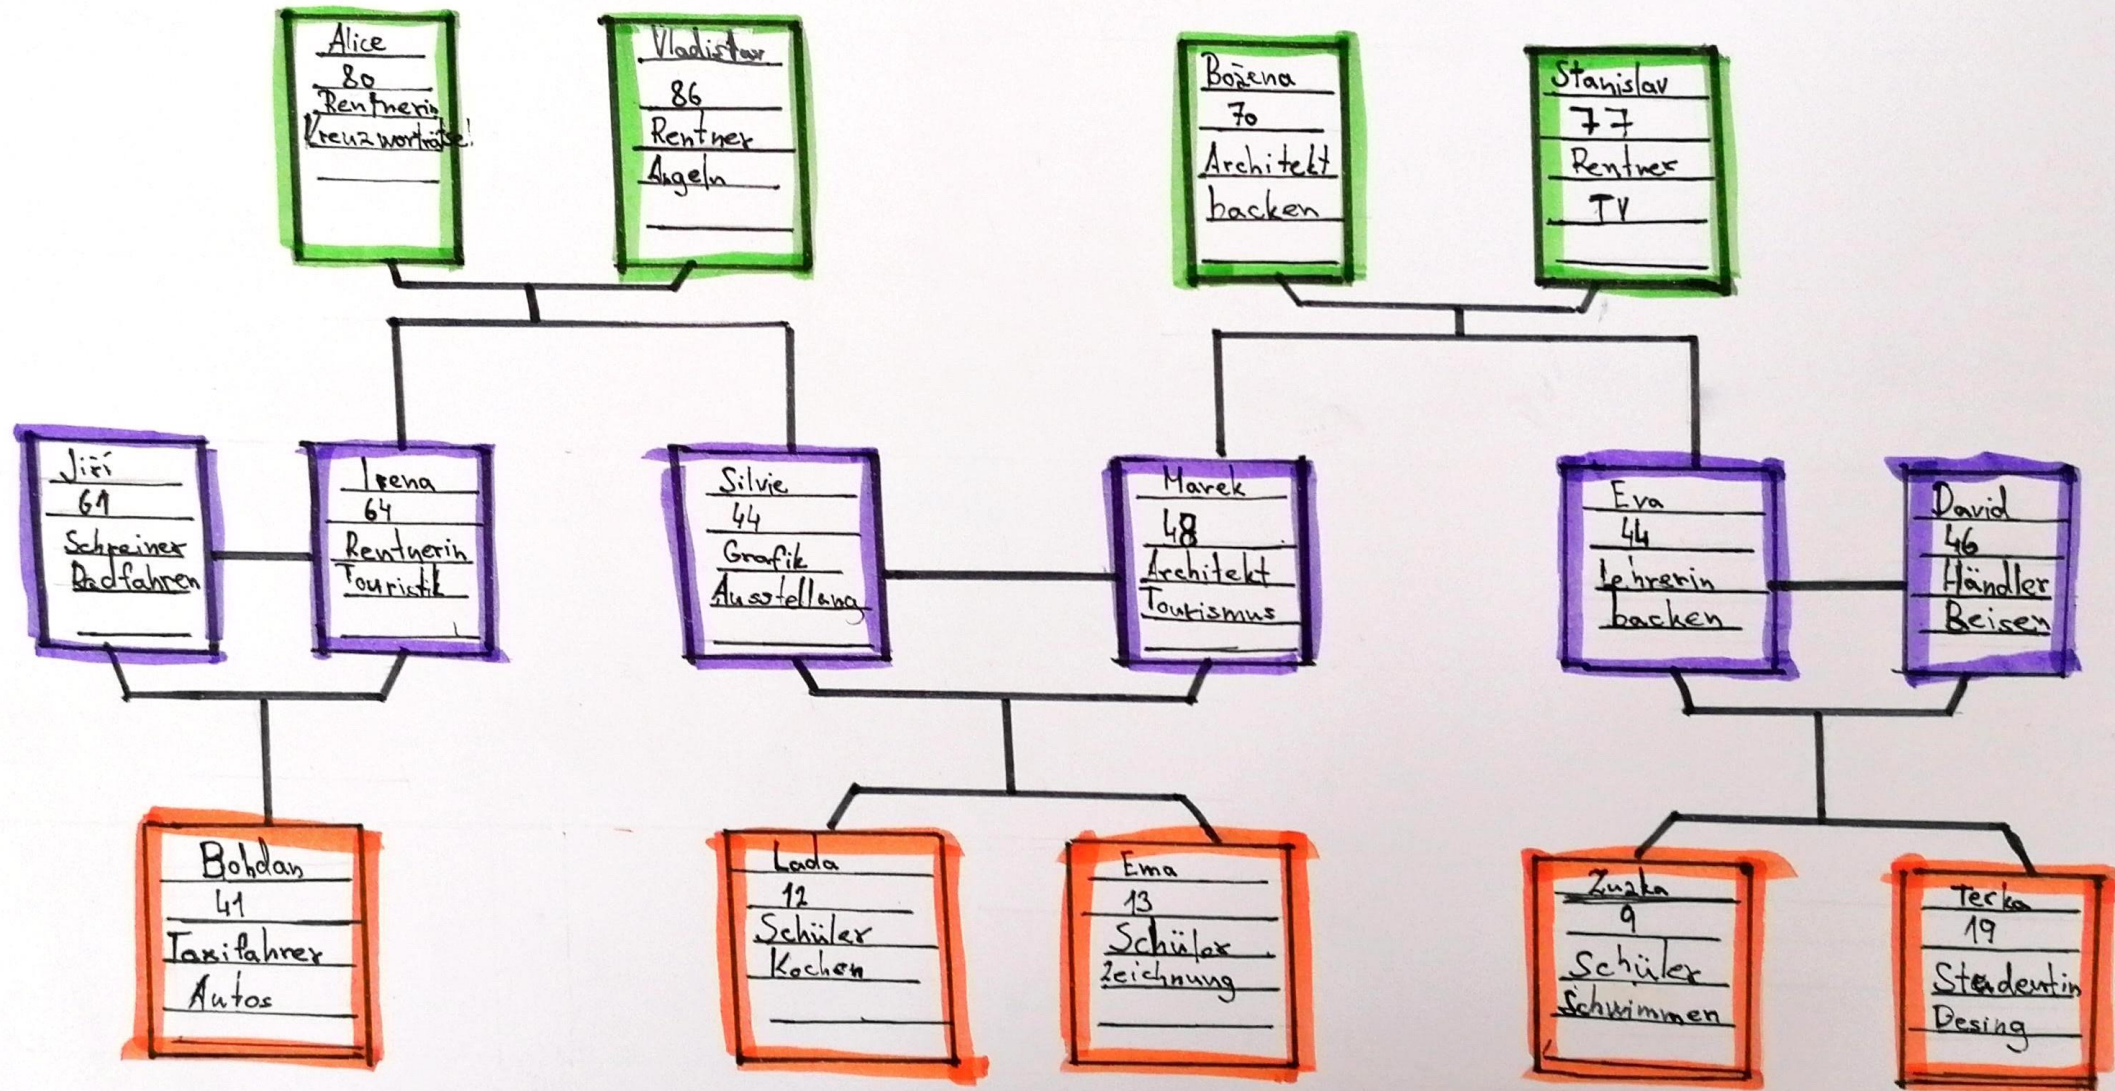 Alice
80
Rentnerin
Kreuzworträtsel
Vladislav
86
Rentner
Angeln
Božena
70
Architekt
backen
Stanislav
77
Rentner
TV
Jiří
61
Schreiner
Radfahren
Irena
64
Rentnerin
Touristik
Silvie
44
Grafik
Ausstellung
Marek
48
Architekt
Tourismus
Eva
44
Lehrerin
backen
David
46
Händler
Reisen
Bohdan
41
Taxifahrer
Autos
Lada
12
Schüler
Kochen
Ema
13
Schüler
Zeichnung
Zuzka
9
Schüler
Schwimmen
Terka
19
Studentin
Desing